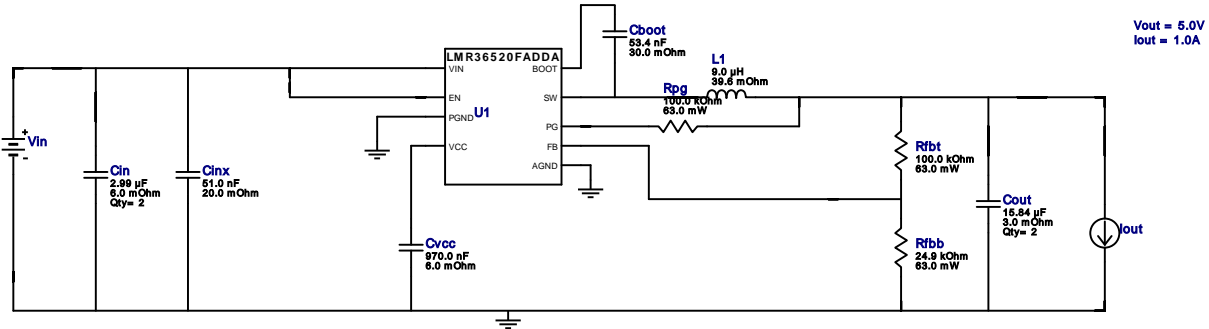 Vout = 5.0V
Iout = 1.0A
Cboot
53.4 nF
30.0 mOhm
LMR36520FADDA
VIN
BOOT
EN
SW
PGND
U1
PG
VCC
FB
AGND
L1
9.0 µH
39.6 mOhm
Rpg
100.0 kOhm
63.0 mW
+
Vin
-
Cin
2.99 µF
6.0 mOhm
Qty= 2
Cinx
51.0 nF
20.0 mOhm
Rfbt
100.0 kOhm
63.0 mW
Cout
15.84 µF
3.0 mOhm
Qty= 2
Iout
Cvcc
970.0 nF
6.0 mOhm
Rfbb
24.9 kOhm
63.0 mW